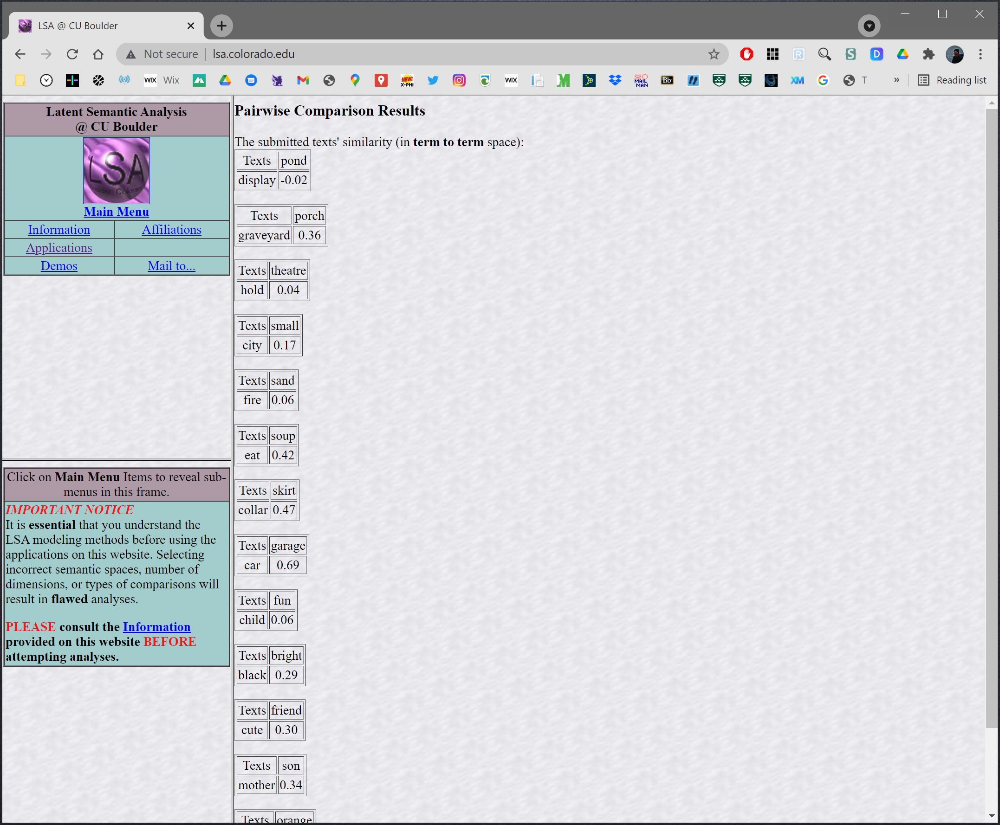 LSA @ CU Boulder
Not secure | lsa.colorado.edu
WIX Wix NEW! X-PHI WIX MAIL MAN Bb XM T » Reading list
Latent Semantic Analysis
@ CU Boulder
LSA
Main Menu
Information Affiliations
Applications
Demos Mail to...
Click on Main Menu Items to reveal sub-
menus in this frame.
IMPORTANT NOTICE
It is essential that you understand the
LSA modeling methods before using the
applications on this website. Selecting
incorrect semantic spaces, number of
dimensions, or types of comparisons will
result in flawed analyses.
PLEASE consult the Information
provided on this website BEFORE
attempting analyses.
Pairwise Comparison Results
The submitted texts' similarity (in term to term space):
Texts pond
display -0.02
Texts porch
graveyard 0.36
Texts theatre
hold 0.04
Texts small
city 0.17
Texts sand
fire 0.06
Texts soup
eat 0.42
Texts skirt
collar 0.47
Texts garage
car 0.69
Texts fun
child 0.06
Texts bright
black 0.29
Texts friend
cute 0.30
Texts son
mother 0.34
Texts orange